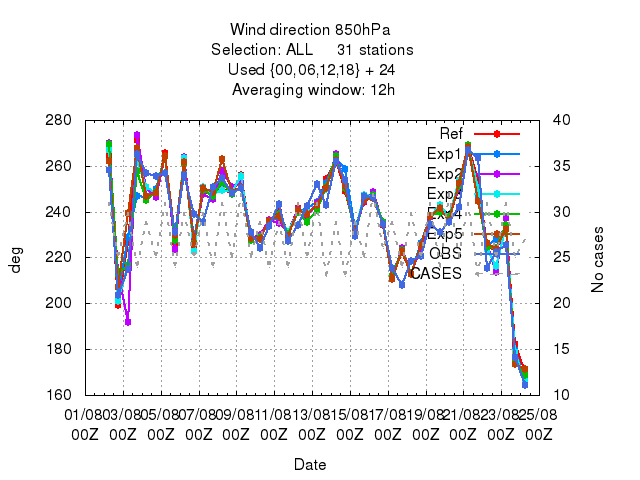 Wind direction 850hPa
Selection: ALL 31 stations
Used {00,06,12,18} + 24
Averaging window: 12h
280 40
Ref
Exp1
260 35
Exp2
Exp3
240 30
Exp4
Exp5
220 25
OBS
CASES
200 20
180 15
160 10
deg
No cases
01/08 03/08 05/08 07/08 09/08 11/08 13/08 15/08 17/08 19/08 21/08 23/08 25/08
00Z 00Z 00Z 00Z 00Z 00Z 00Z 00Z 00Z 00Z 00Z 00Z 00Z
Date